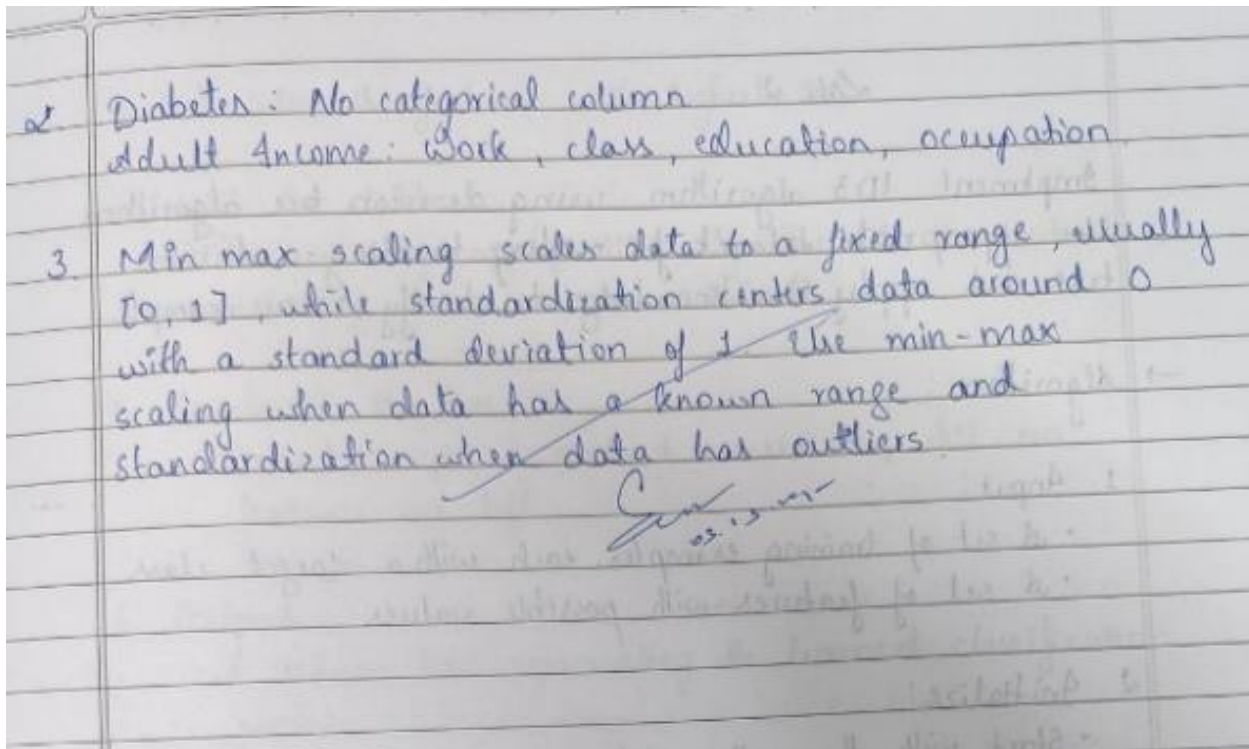 2. Diabetes : No categorical column
Adult Income : Work, class, education, occupation
3. Min max scaling scales data to a fixed range, usually
[0, 1], while standardization centers data around 0
with a standard deviation of 1. Use min-max
scaling when data has a known range and
standardization when data has outliers